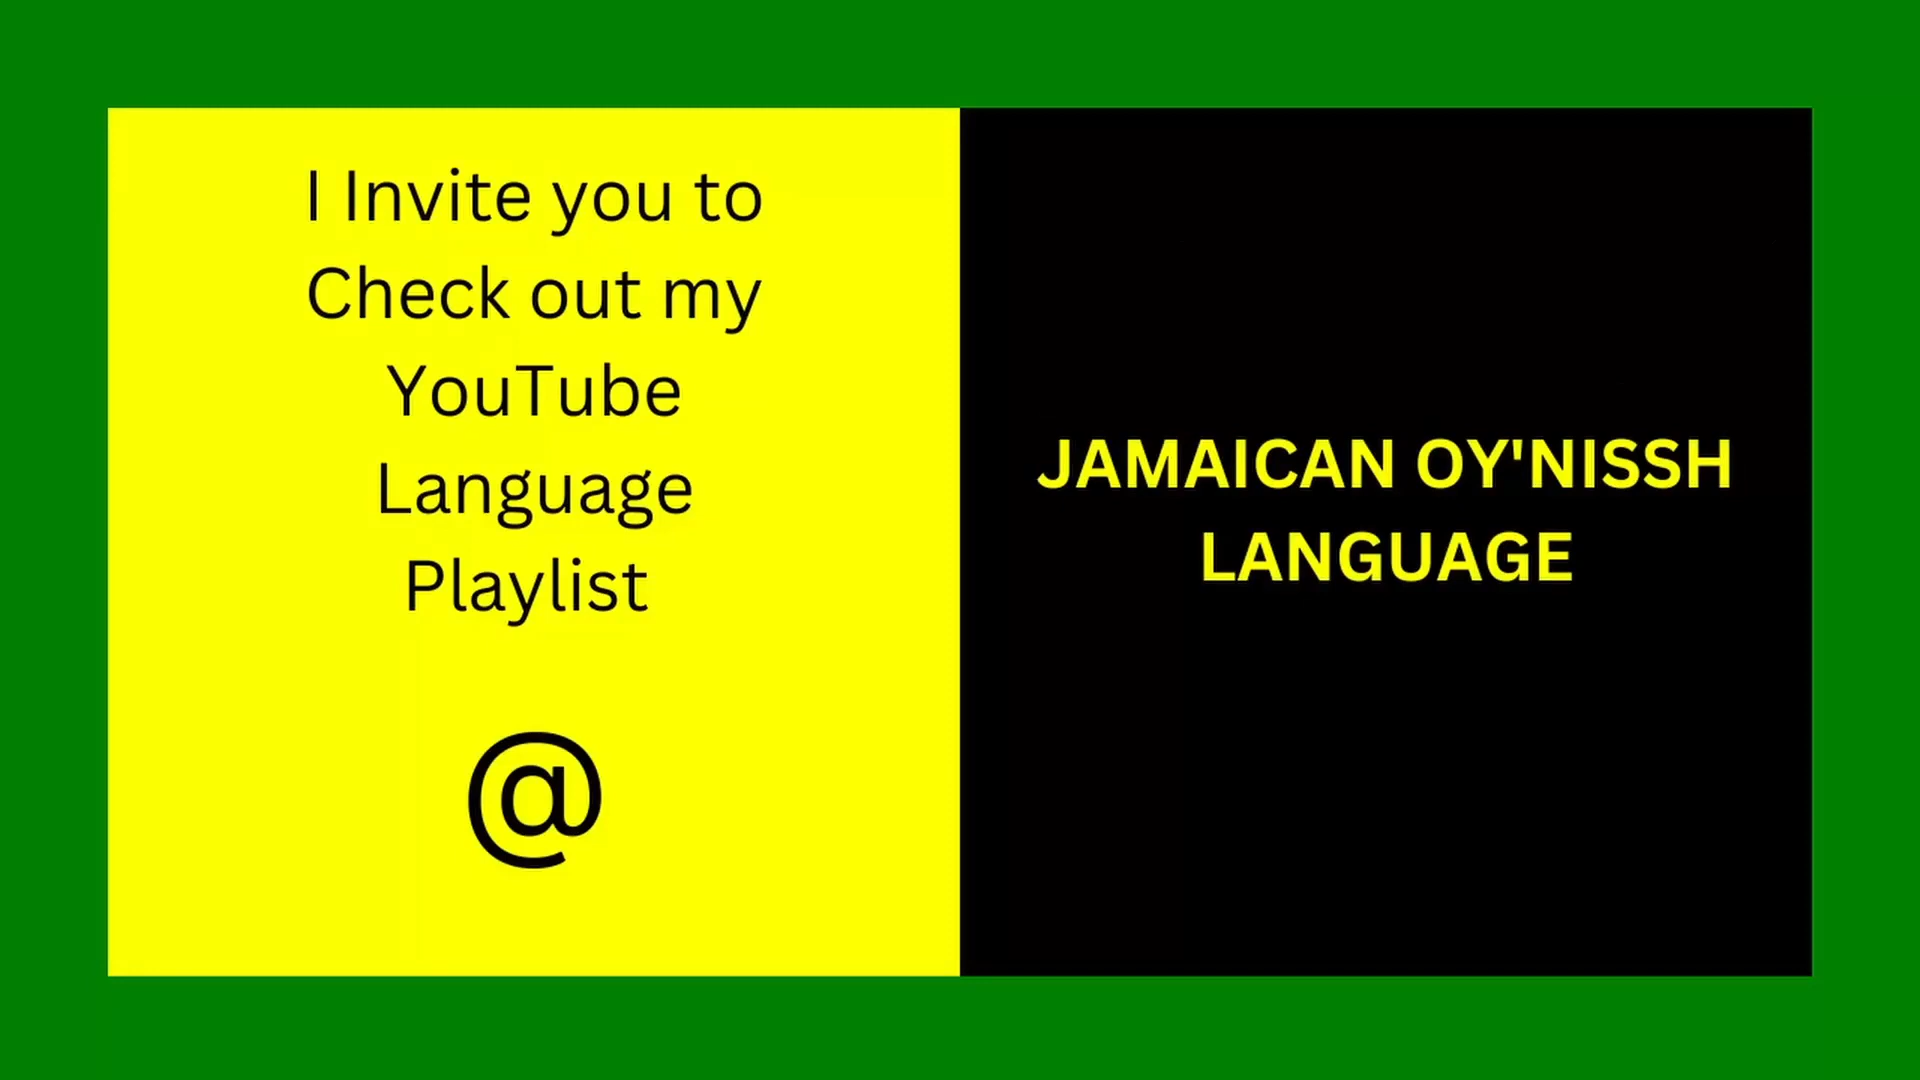 I Invite you to
Check out my
YouTube
Language
Playlist
@
JAMAICAN OY'NISSH
LANGUAGE